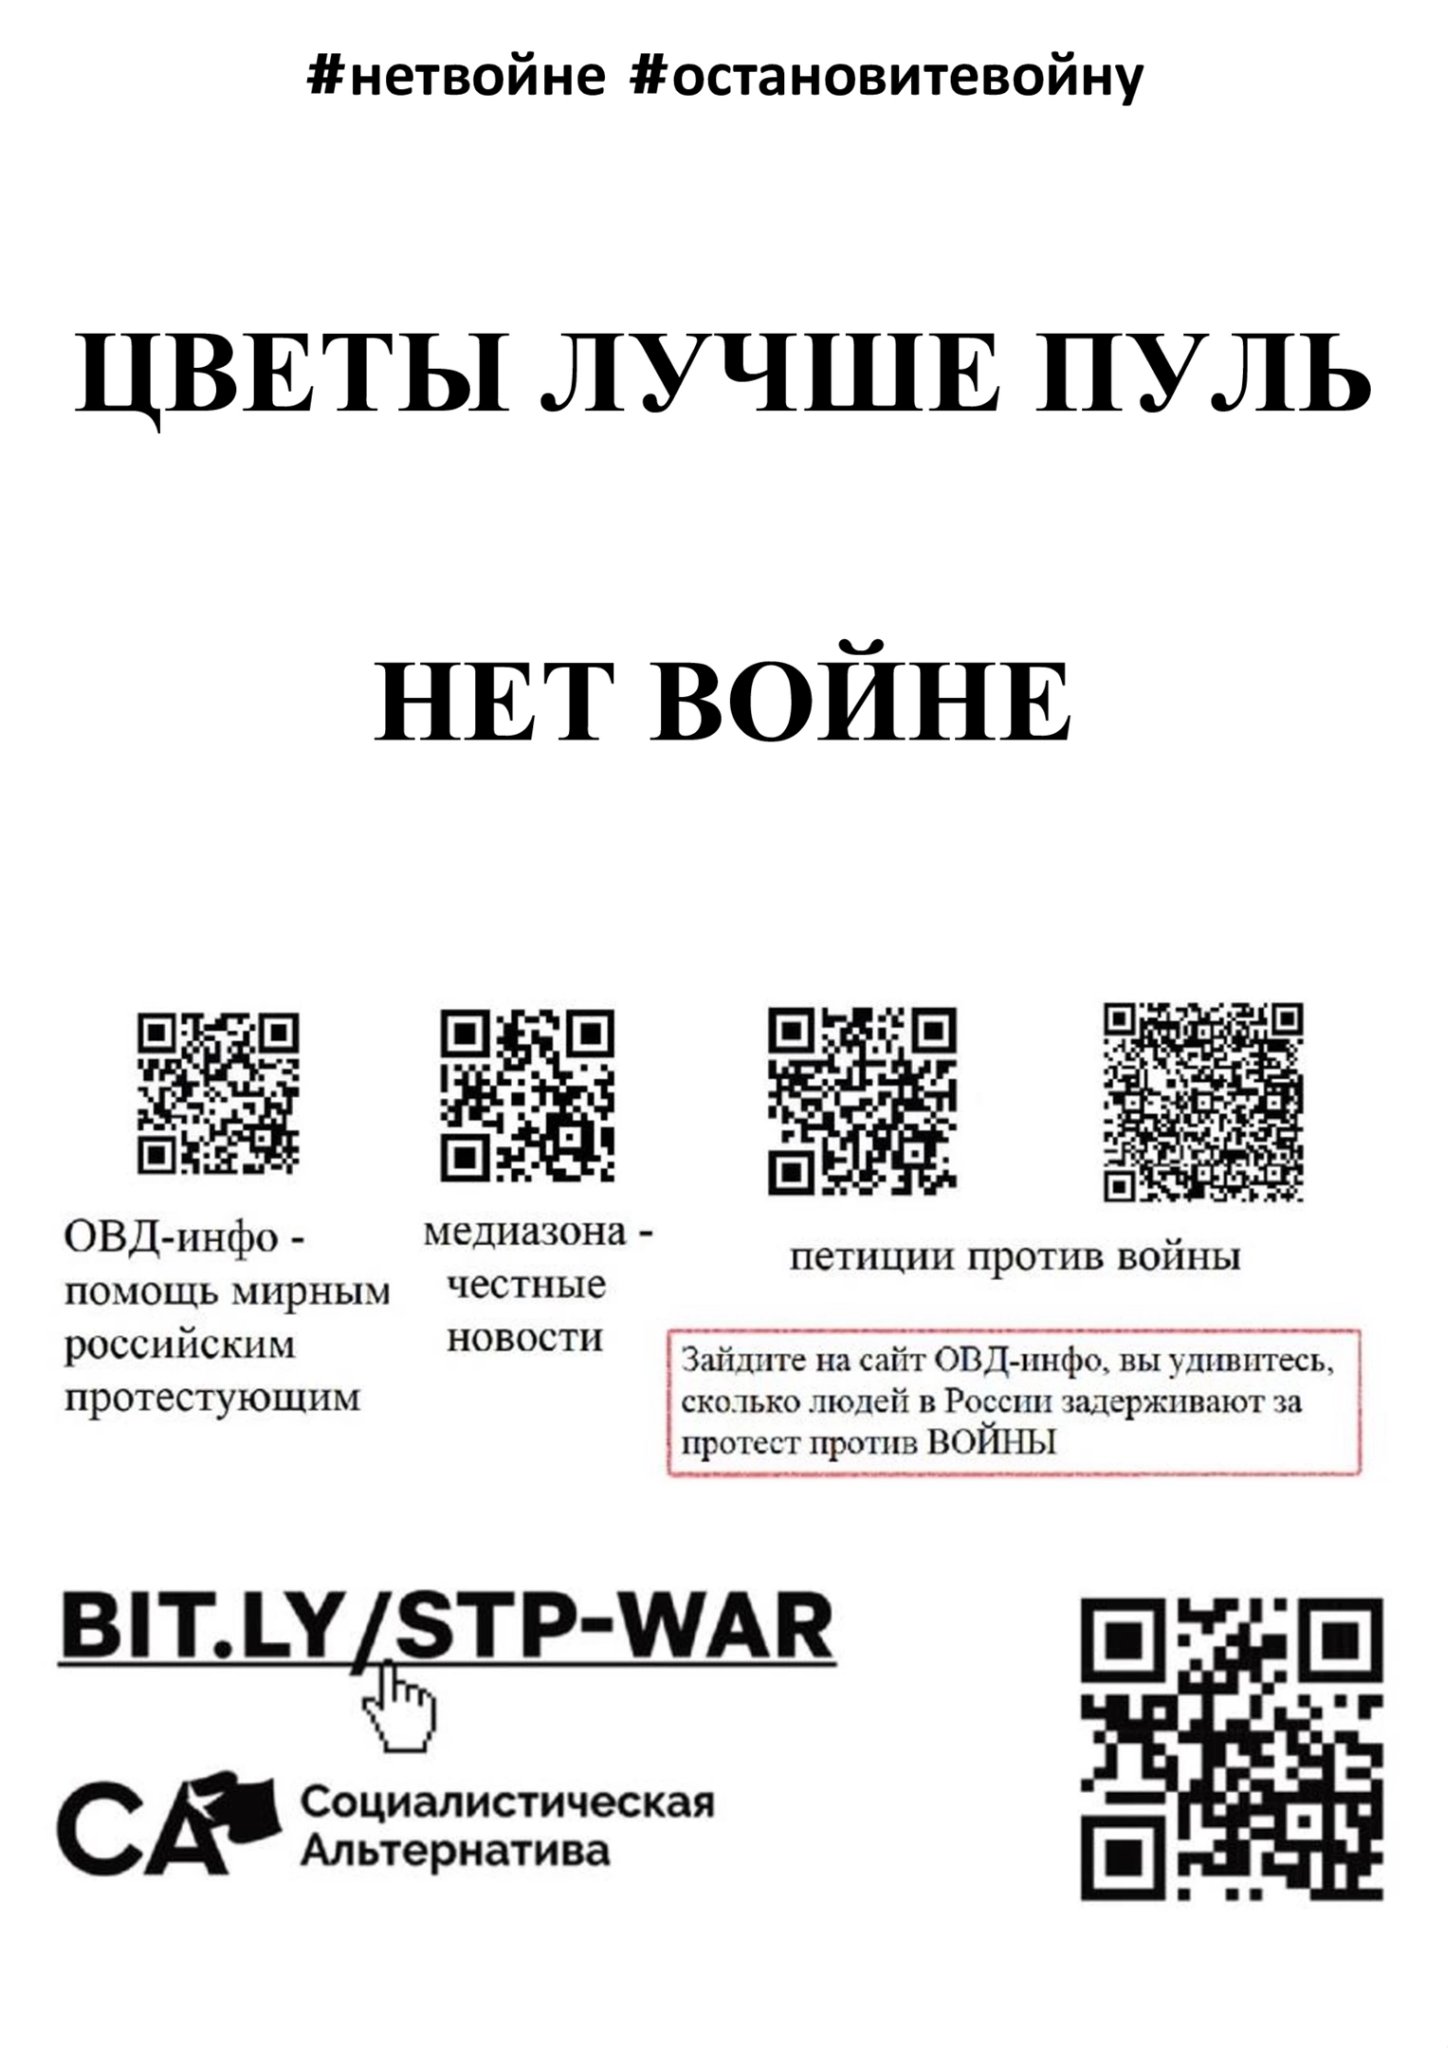 #нетвойне #остановитевойну
ЦВЕТЫ ЛУЧШЕ ПУЛЬ
НЕТ ВОЙНЕ
ОВД-инфо -
помощь мирным
российским
протестующим
медиазона -
честные
новости
петиции против войны
Зайдите на сайт ОВД-инфо, вы удивитесь,
сколько людей в России задерживают за
протест против ВОЙНЫ
BIT.LY/STP-WAR
СА Социалистическая
Альтернатива